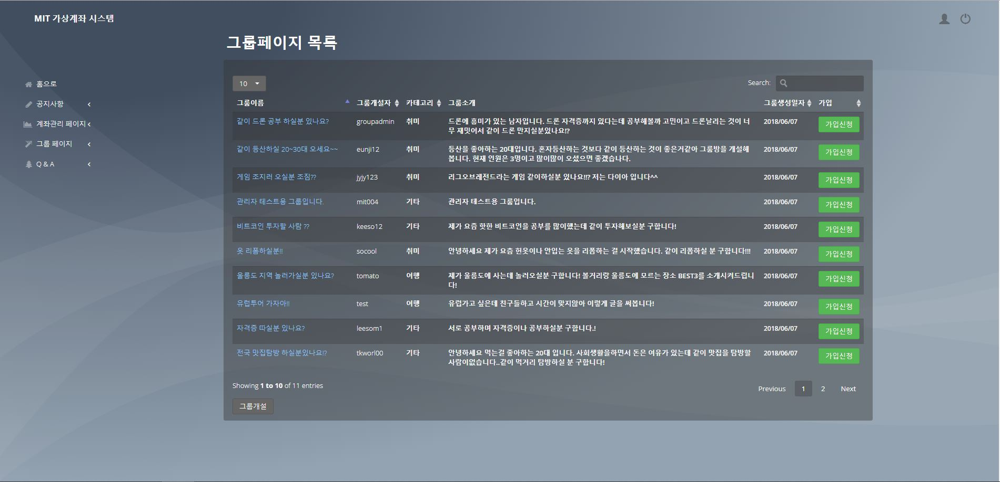 MIT 가상계좌 시스템
그룹페이지 목록
홈으로
공지사항
계좌관리 페이지
그룹 페이지
Q & A
10
Search:
그룹이름 그룹개설자 카테고리 그룹소개 그룹생성일자 가입
같이 드론 공부 하실분 있나요? groupadmin 취미 드론에 흥미가 있는 남자입니다. 드론 자격증까지 있다는데 공부해볼까 고민이고 드론날리는 것이 너 2018/06/07 가입신청
무 재밋어서 같이 드론 만지실분있나요!?
같이 등산하실 20~30대 오세요~~ eunji12 취미 등산을 좋아하는 20대입니다. 혼자등산하는 것보다 같이 등산하는 것이 좋은거같아 그룹방을 개설해 2018/06/07 가입신청
봅니다. 현재 인원은 3명이고 많이많이 오셨으면 좋겠습니다.
게임 조지러 오실분 조짐?? jyjy123 취미 리그오브레전드라는 게임 같이하실분 있나요!!? 저는 다이아 입니다^^ 2018/06/07 가입신청
관리자 테스트용 그룹입니다. mit004 기타 관리자 테스트용 그룹입니다. 2018/06/07 가입신청
비트코인 투자할 사람 ?? keeso12 기타 제가 요즘 핫한 비트코인을 공부를 많이했는데 같이 투자해보실분 구합니다! 2018/06/07 가입신청
옷 리폼하실분!! socool 취미 안녕하세요 제가 요즘 헌옷이나 안입는 옷을 리폼하는 걸 시작했습니다. 같이 리폼하실 분 구합니다!!! 2018/06/07 가입신청
울릉도 지역 놀러가실분 있나요? tomato 여행 제가 울릉도에 사는데 놀러오실분 구합니다! 볼거리랑 울릉도에 모르는 장소 BEST3를 소개시켜드립니 2018/06/07 가입신청
다!
유럽투어 가자아!! test 여행 유럽가고 싶은데 친구들하고 시간이 맞지않아 이렇게 글을 써봅니다! 2018/06/07 가입신청
자격증 따실분 있나요? leesom1 기타 서로 공부하며 자격증이나 공부하실분 구합니다.! 2018/06/07 가입신청
전국 맛집탐방 하실분있나요!? tkworl00 기타 안녕하세요 먹는걸 좋아하는 20대 입니다. 사회생활을하면서 돈은 여유가 있는데 같이 맛집을 탐방할 2018/06/07 가입신청
사람이없습니다..같이 먹거리 탐방하실 분 구합니다!
Showing 1 to 10 of 11 entries
Previous 1 2 Next
그룹개설